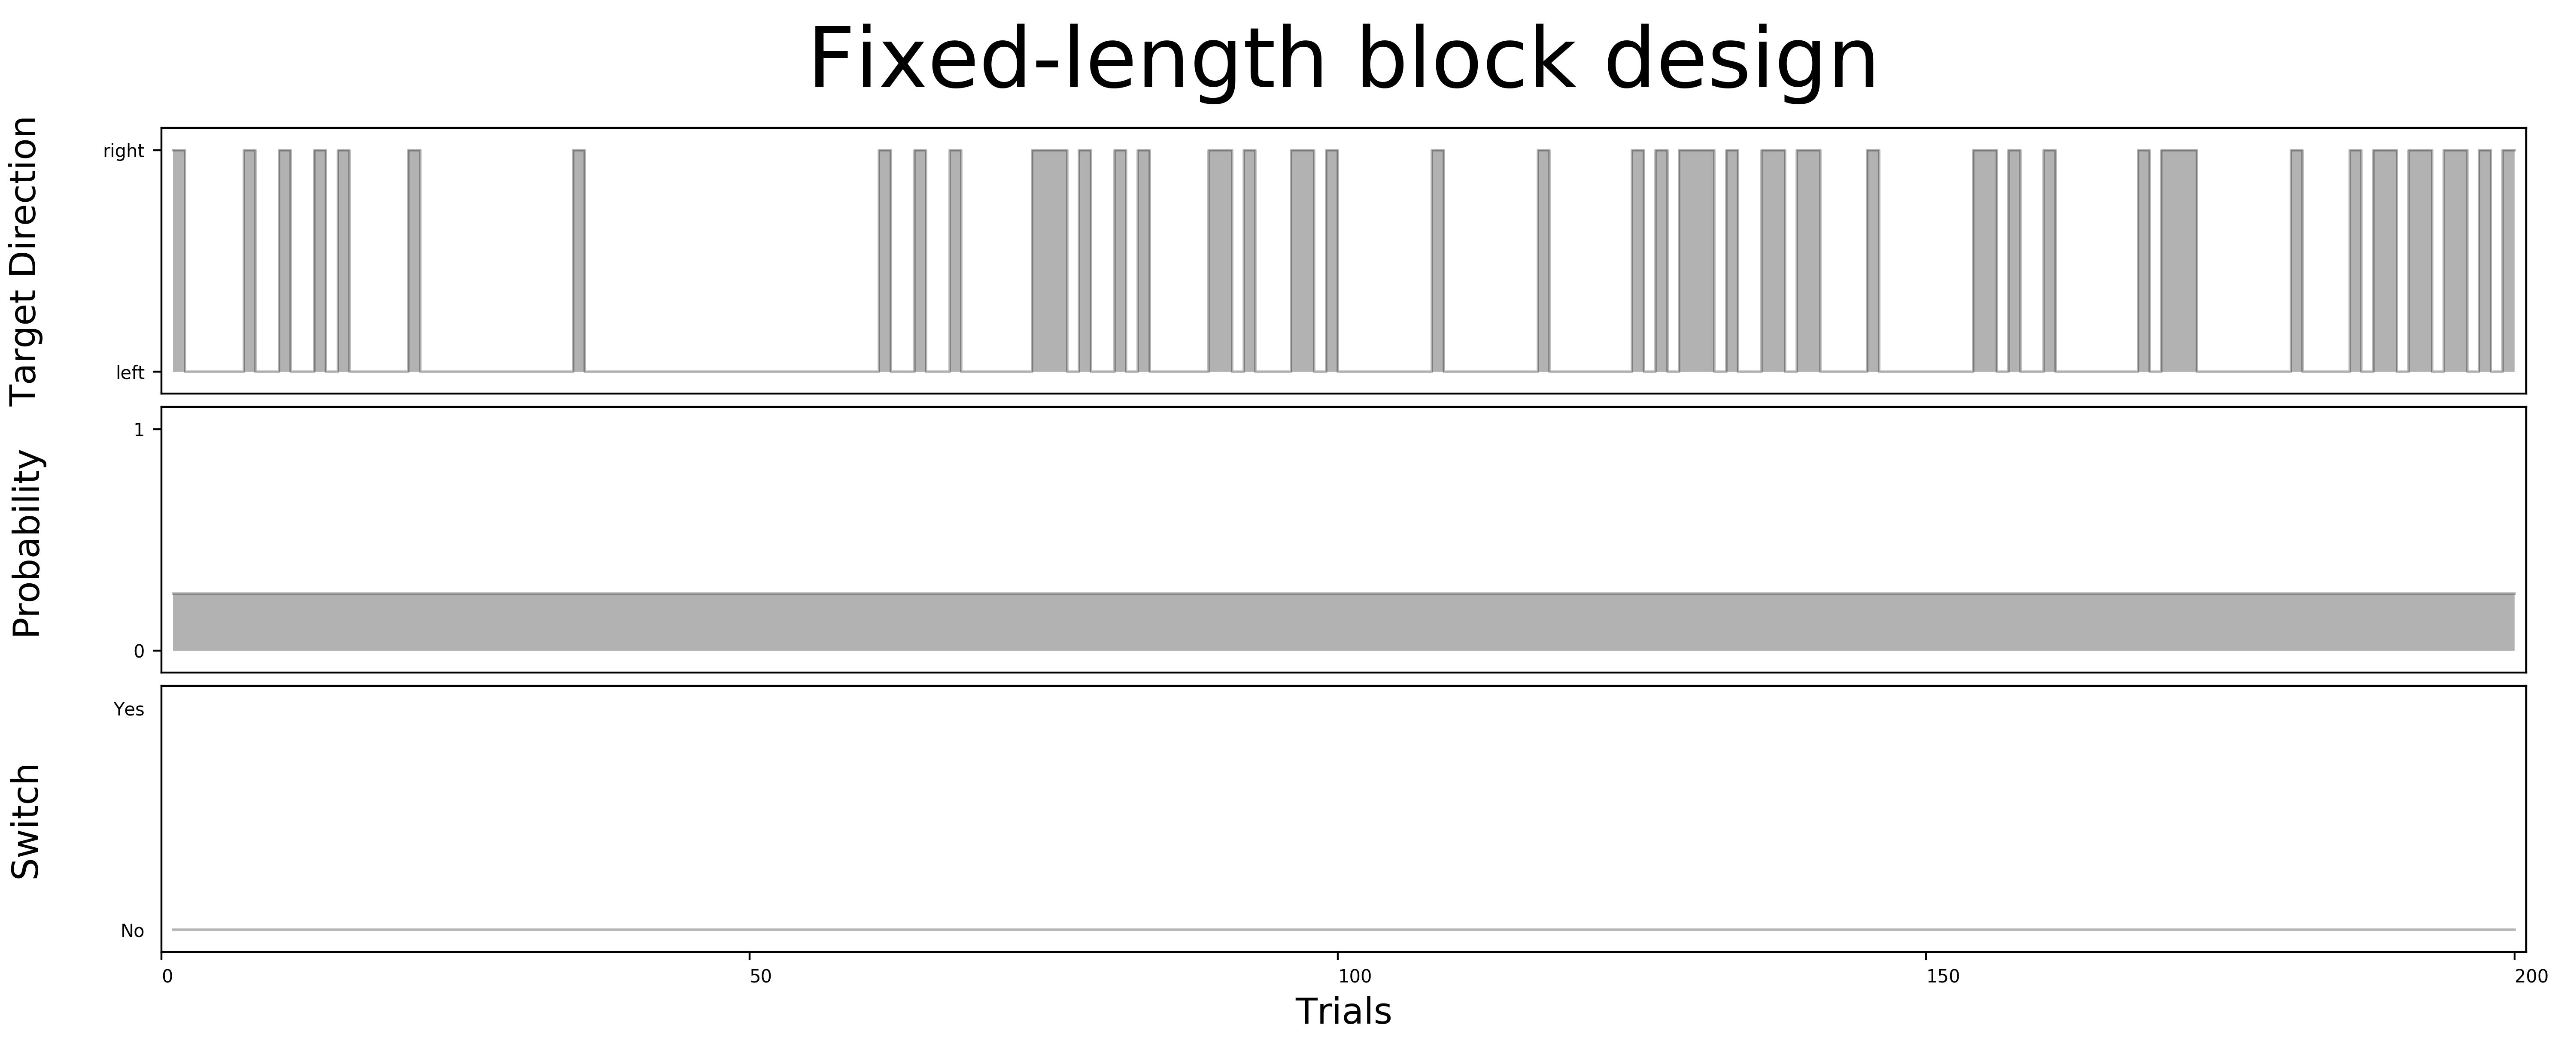 Fixed-length block design
Target Direction
right
left
Probability
1
0
Switch
Yes
No
0 50 100 150 200
Trials